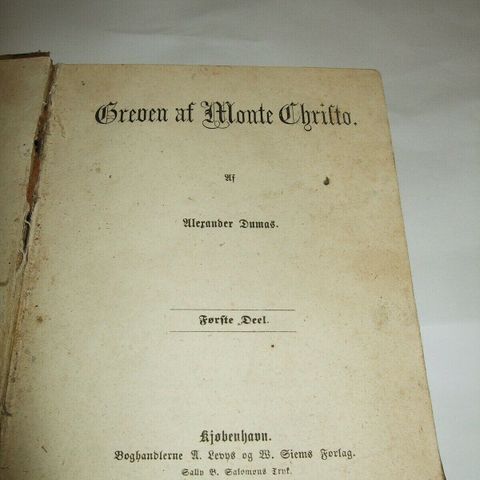 Greven af Monte Christo.
Af
Alexander Dumas.
Første Deel.
Kjøbenhavn.
Boghandlerne A. Levys og W. Siems Forlag.
Sally B. Salomons Tryk.